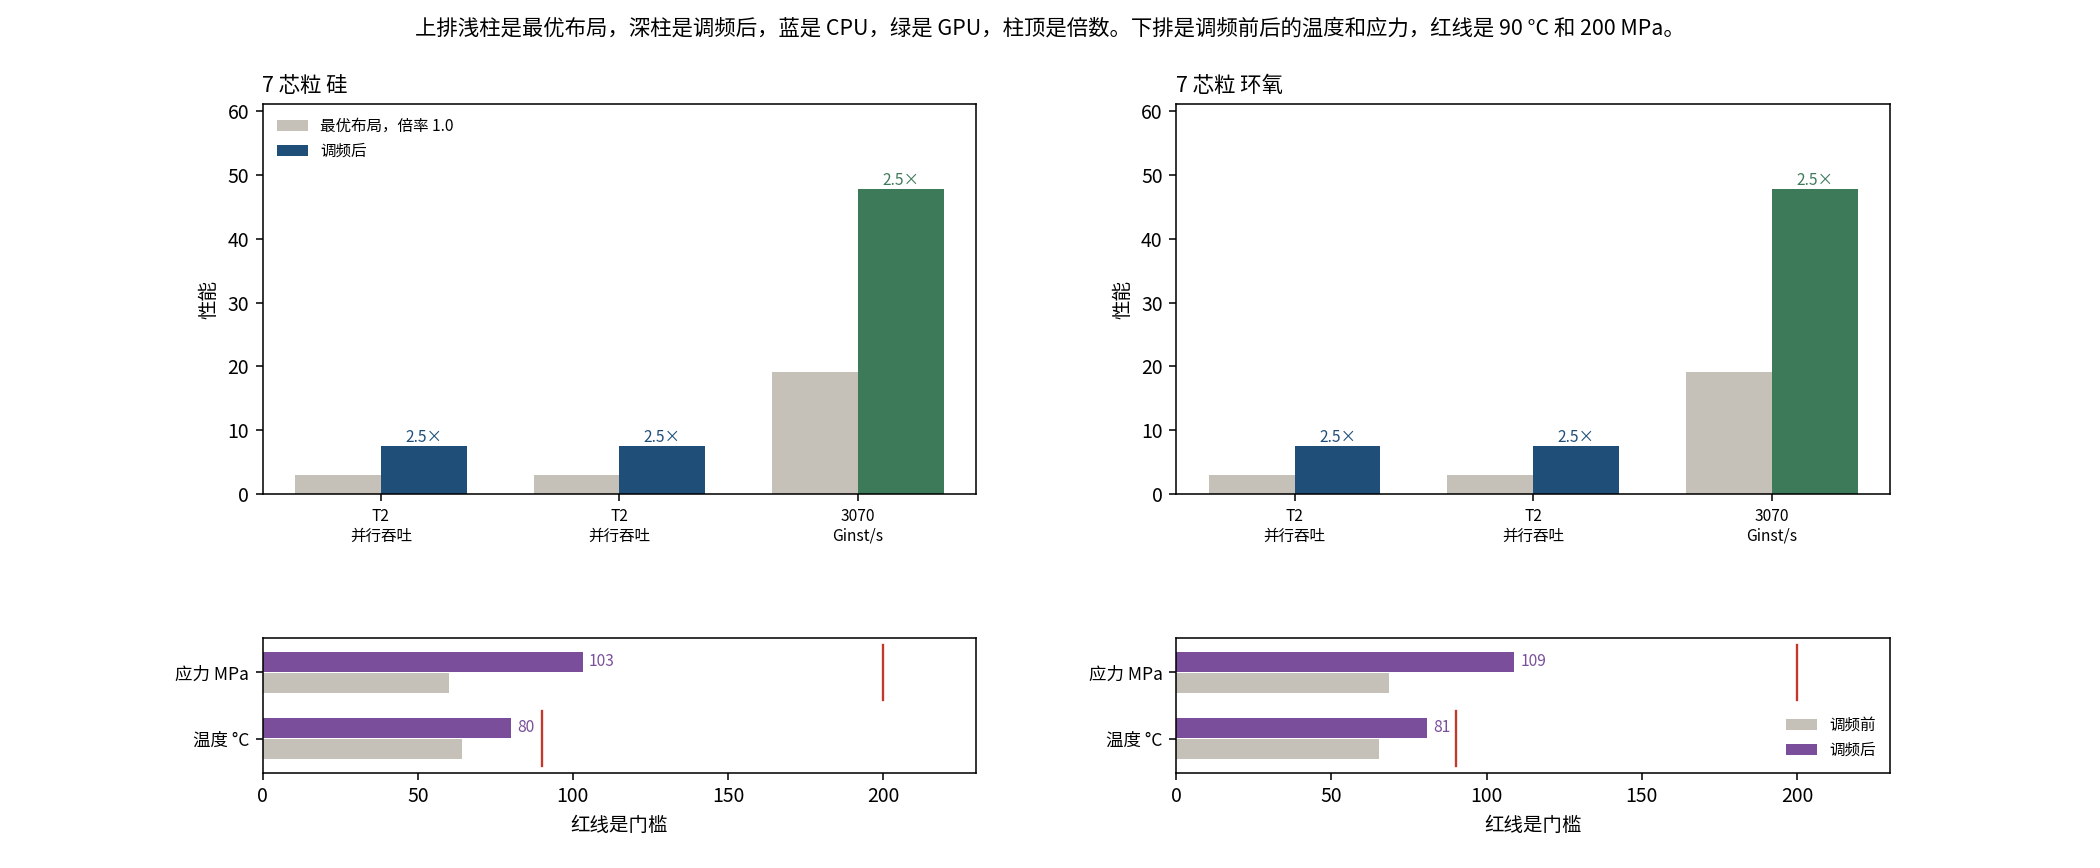 上排浅柱是最优布局，深柱是调频后，蓝是 CPU，绿是 GPU，柱顶是倍数。下排是调频前后的温度和应力，红线是 90 °C 和 200 MPa。
7 芯粒 硅
60
50
40
30
20
10
0
性能
最优布局，倍率 1.0
调频后
2.5×
2.5×
2.5×
T2
并行吞吐
T2
并行吞吐
3070
Ginst/s
7 芯粒 环氧
60
50
40
30
20
10
0
性能
2.5×
2.5×
2.5×
T2
并行吞吐
T2
并行吞吐
3070
Ginst/s
应力 MPa
103
温度 °C
80
0
50
100
150
200
红线是门槛
应力 MPa
109
温度 °C
81
调频前
调频后
0
50
100
150
200
红线是门槛